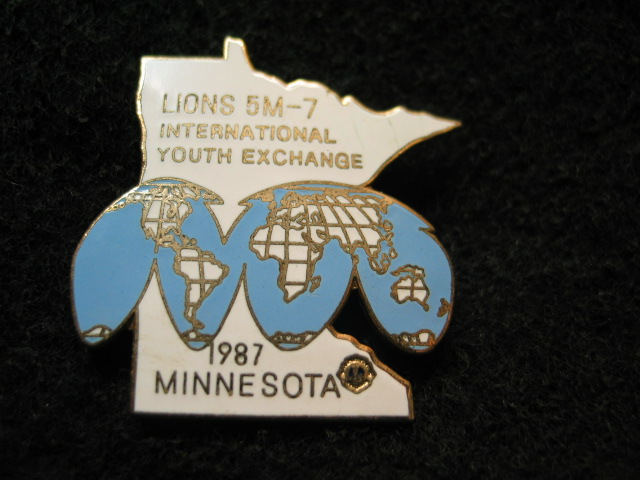 LIONS 5M-7
INTERNATIONAL
YOUTH EXCHANGE
1987
MINNESOTA